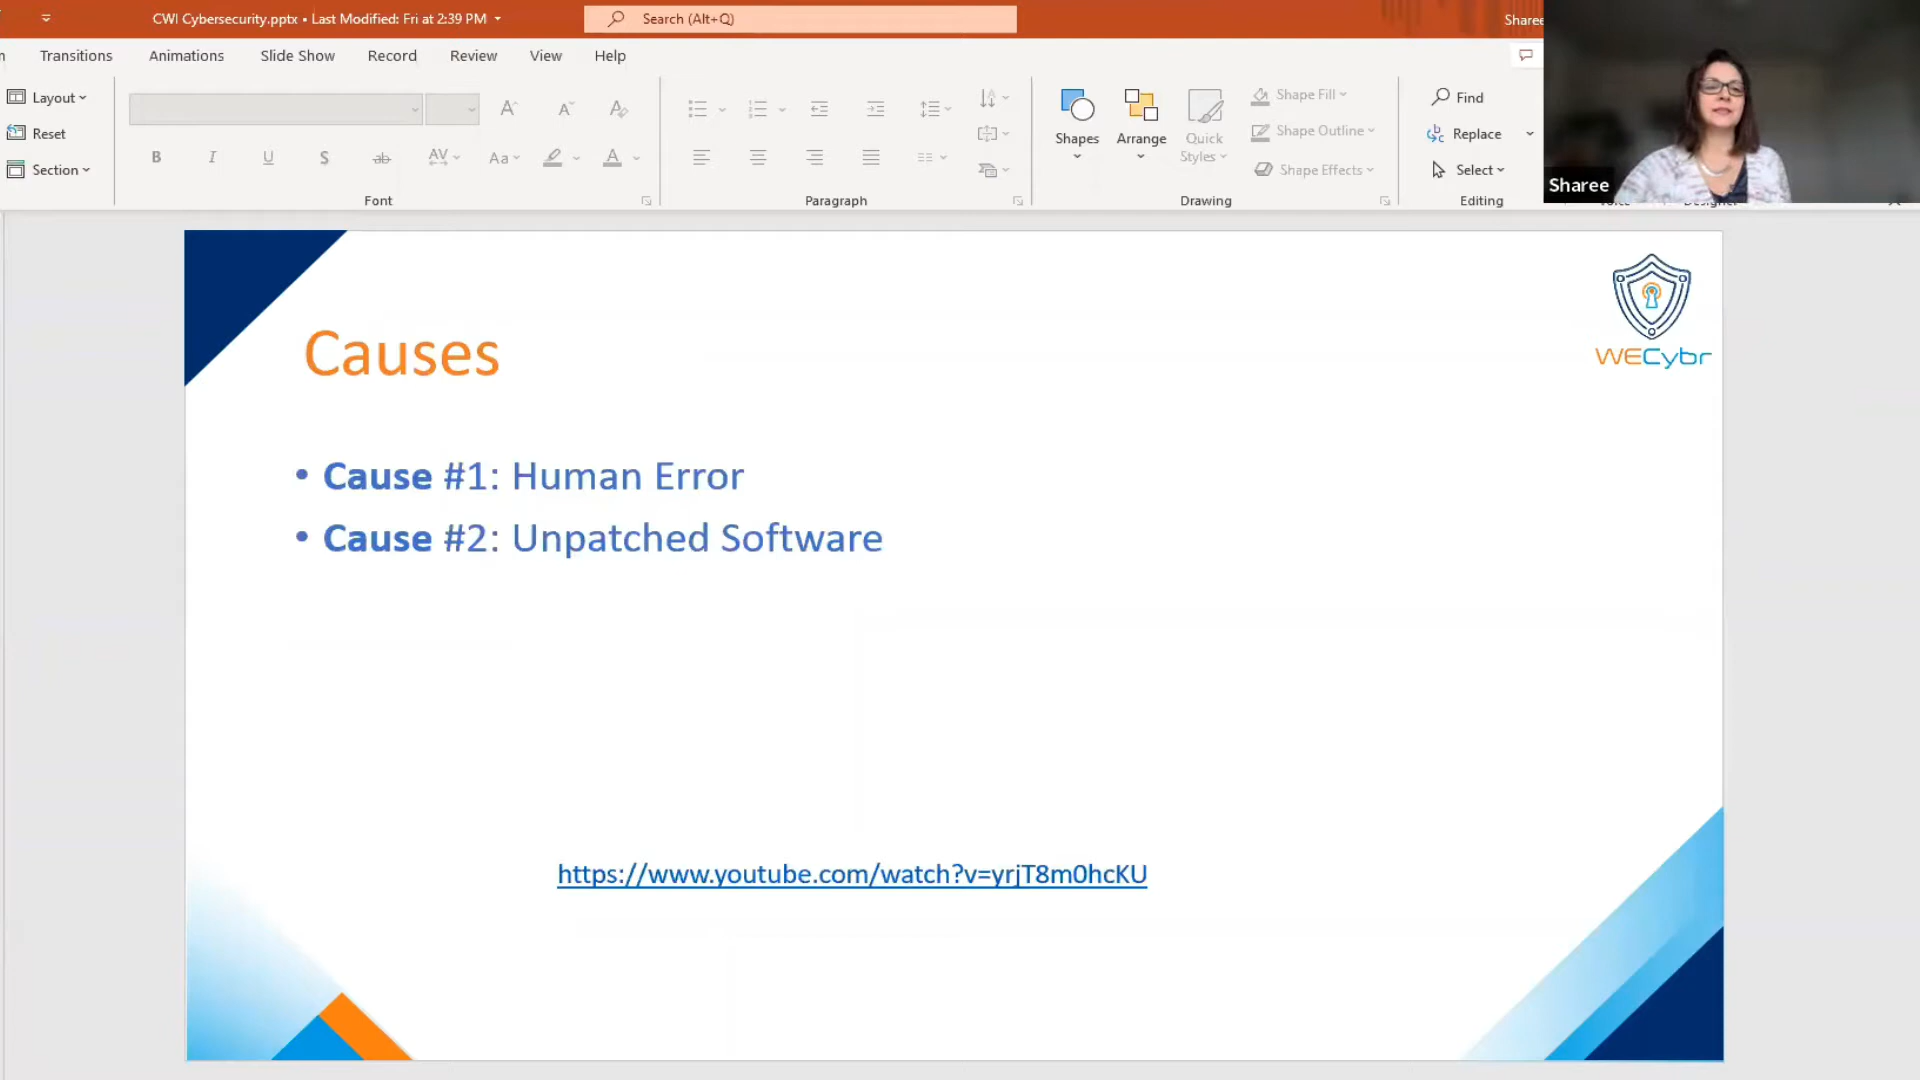 CWI Cybersecurity.pptx • Last Modified: Fri at 2:39 PM
Search (Alt+Q)
Sharee
Transitions
Animations
Slide Show
Record
Review
View
Help
Layout
Reset
Section
Font
Paragraph
Shapes
Arrange
Quick
Styles
Shape Fill
Shape Outline
Shape Effects
Drawing
Find
Replace
Select
Editing
Sharee
Causes
WECybr
• Cause #1: Human Error
• Cause #2: Unpatched Software
https://www.youtube.com/watch?v=yrjT8m0hcKU